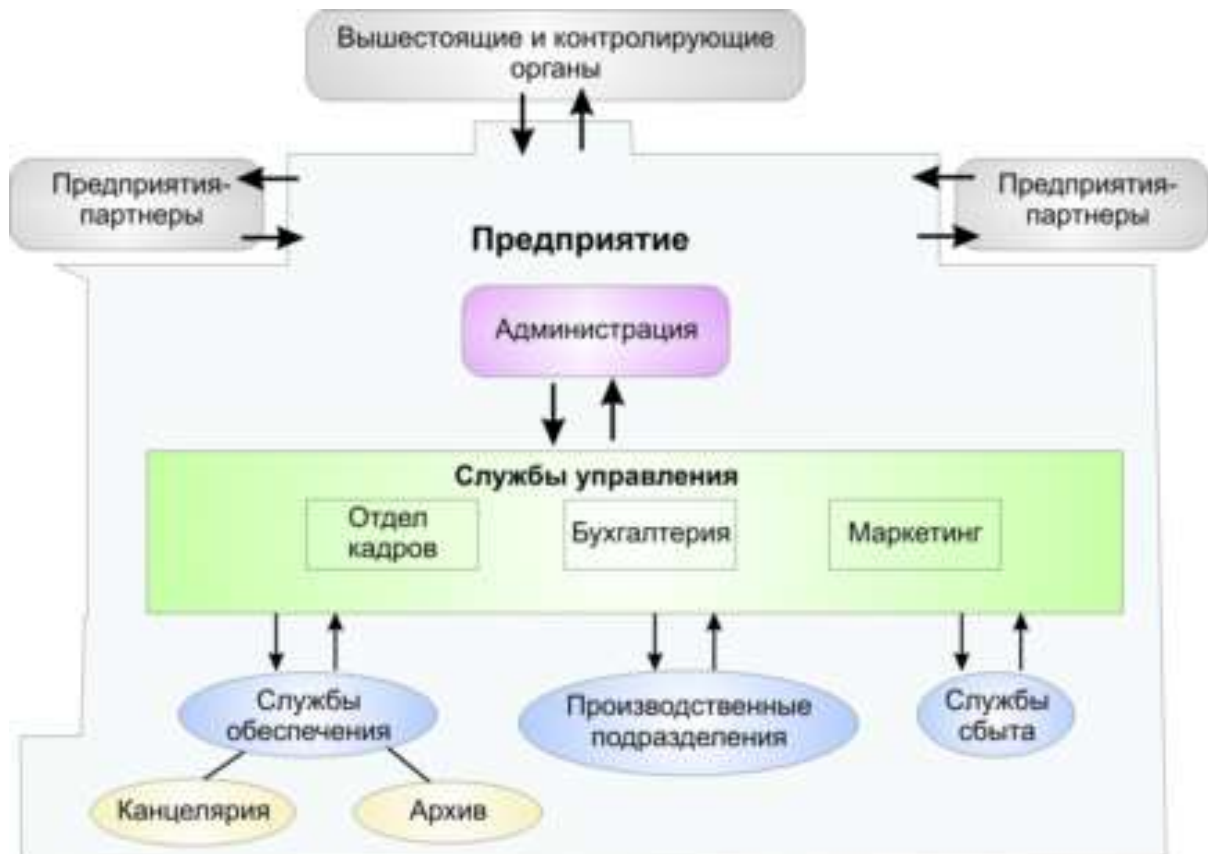 Вышестоящие и контролирующие
органы
Предприятия-
партнеры
Предприятия-
партнеры
Предприятие
Администрация
Службы управления
Отдел
кадров
Бухгалтерия
Маркетинг
Службы
обеспечения
Производственные
подразделения
Службы
сбыта
Канцелярия
Архив